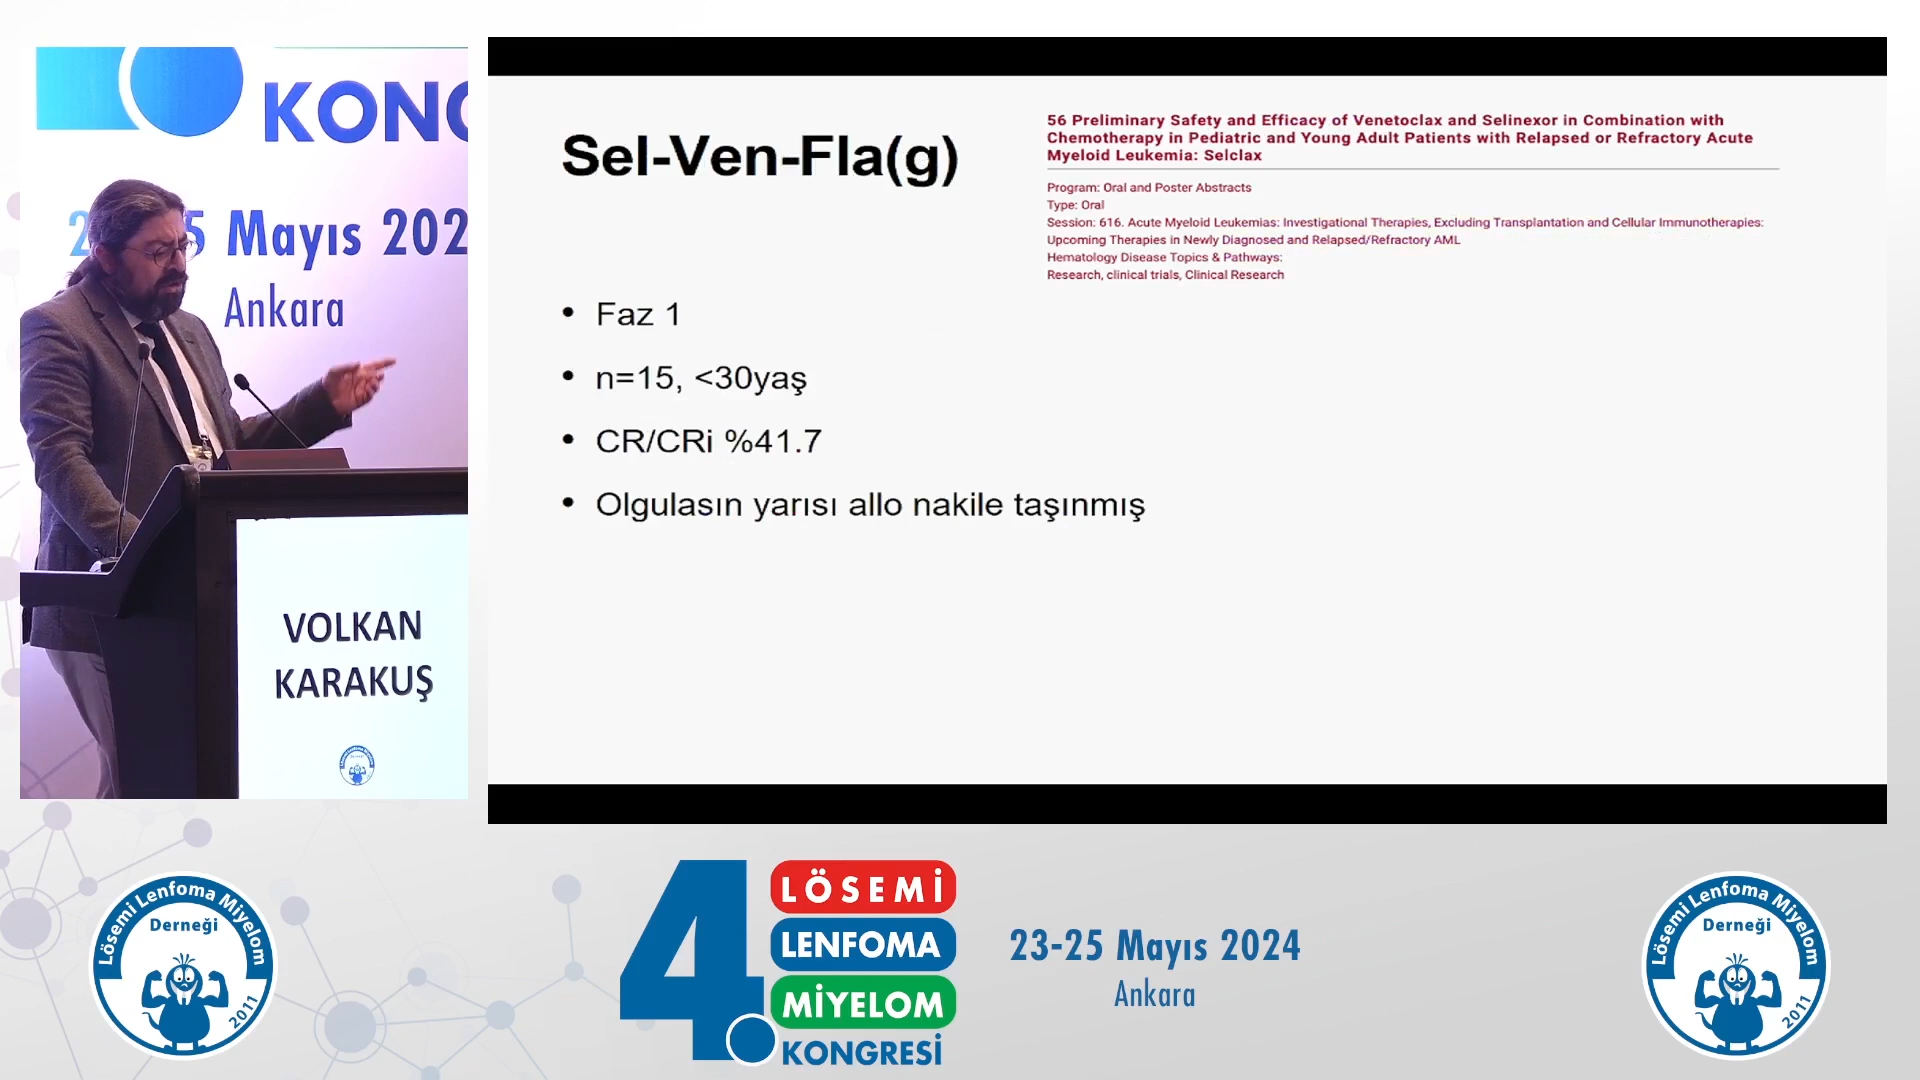 KONG
2 5 Mayıs 202
Ankara
VOLKAN
KARAKUŞ
Sel-Ven-Fla(g)
56 Preliminary Safety and Efficacy of Venetoclax and Selinexor in Combination with
Chemotherapy in Pediatric and Young Adult Patients with Relapsed or Refractory Acute
Myeloid Leukemia: Selclax
Program: Oral and Poster Abstracts
Type: Oral
Session: 616. Acute Myeloid Leukemias: Investigational Therapies, Excluding Transplantation and Cellular Immunotherapies:
Upcoming Therapies in Newly Diagnosed and Relapsed/Refractory AML
Hematology Disease Topics & Pathways:
Research, clinical trials, Clinical Research
• Faz 1
• n=15, <30yaş
• CR/CRi %41.7
• Olgulasın yarısı allo nakile taşınmış
Lösemi Lenfoma Miyelom
Derneği
2011
4.
LÖSEMİ
LENFOMA
MİYELOM
KONGRESİ
23-25 Mayıs 2024
Ankara
Lösemi Lenfoma Miyelom
Derneği
2011